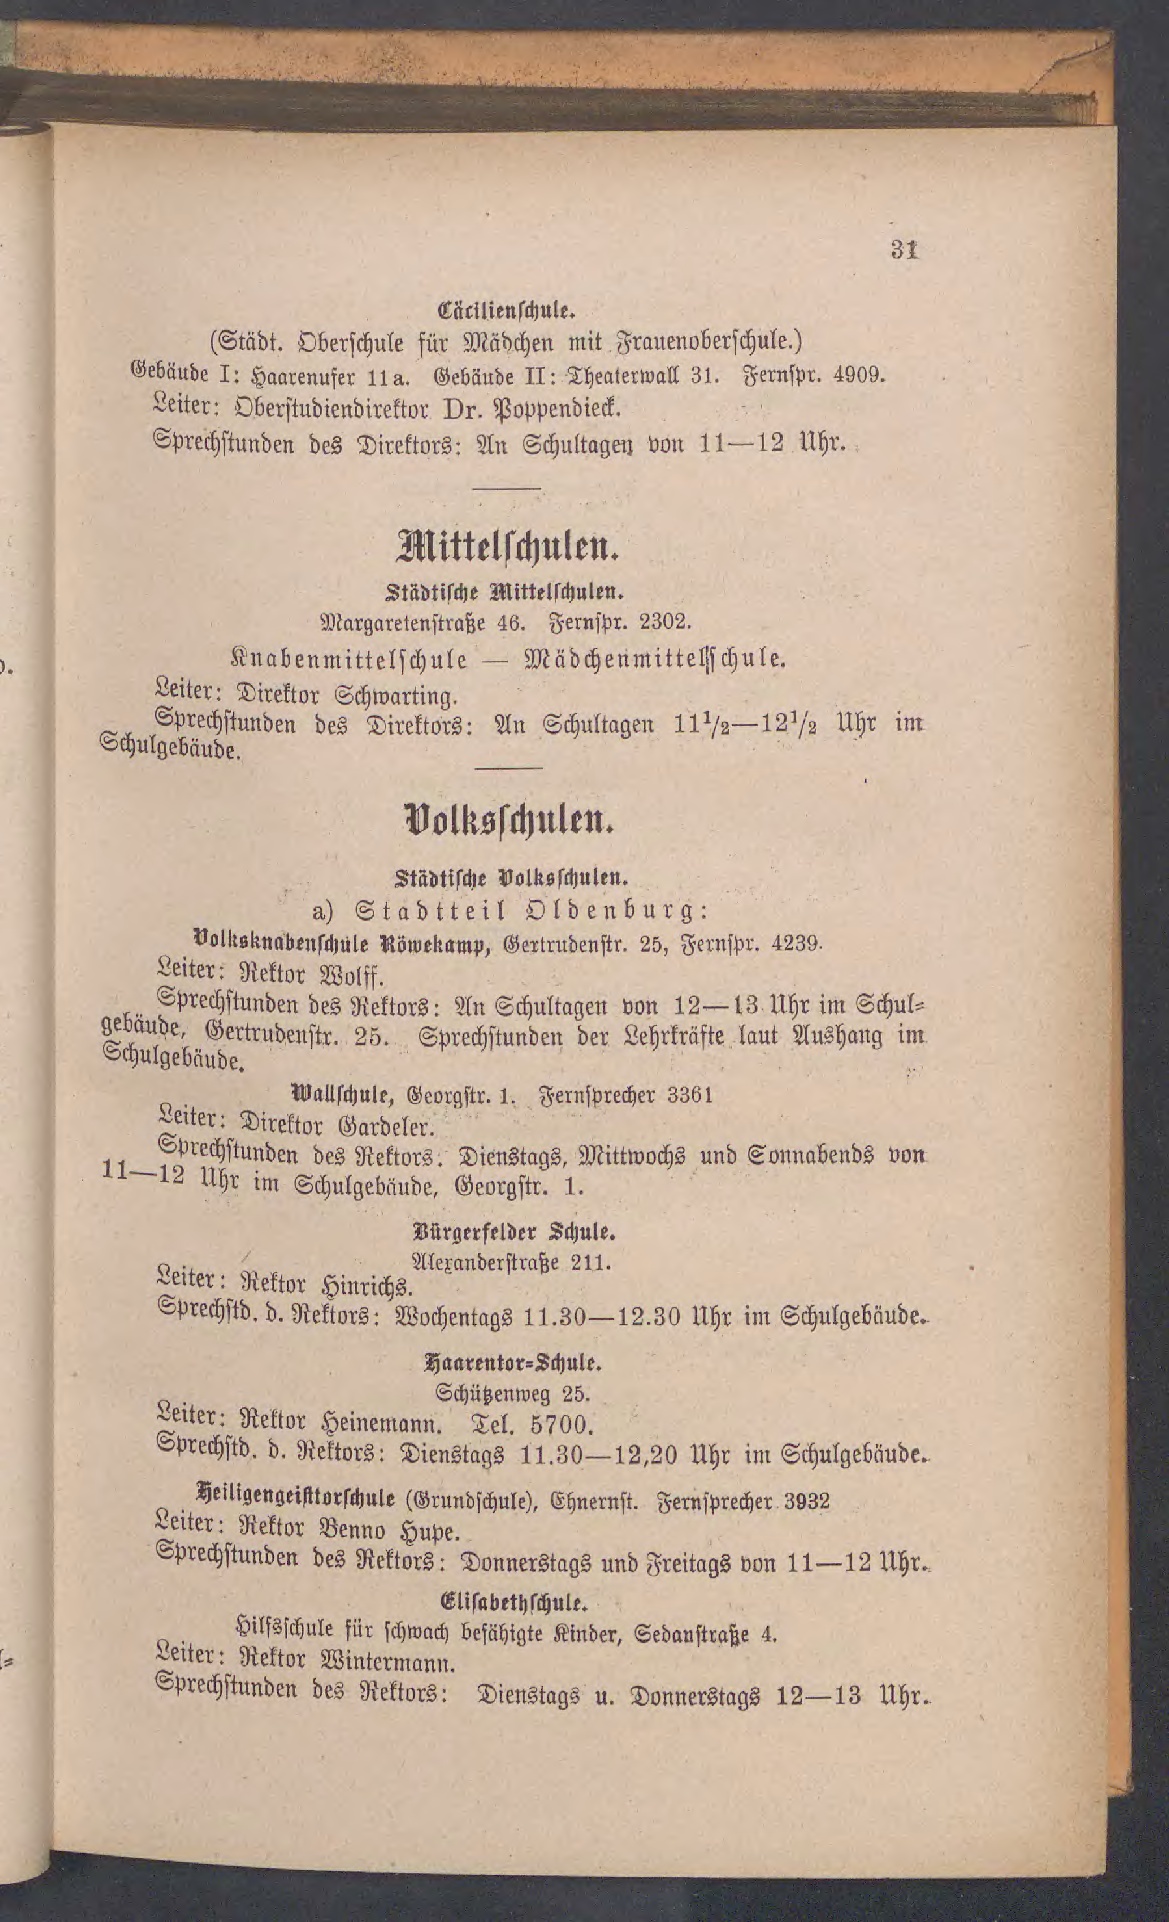 31
Cäcilienschule.
(Städt. Oberschule für Mädchen mit Frauenoberschule.)
Gebäude I: Haarenufer 11a. Gebäude II: Theaterwall 31. Fernspr. 4909.
Leiter: Oberstudiendirektor Dr. Poppendieck.
Sprechstunden des Direktors: An Schultagen von 11—12 Uhr.
Mittelschulen.
Städtische Mittelschulen.
Margaretenstraße 46. Fernspr. 2302.
Knabenmittelschule — Mädchenmittelschule.
Leiter: Direktor Schwarting.
Sprechstunden des Direktors: An Schultagen 11½—12½ Uhr im
Schulgebäude.
Volksschulen.
Städtische Volksschulen.
a) Stadtteil Oldenburg:
Volksknabenschule Röwekamp, Gertrudenstr. 25, Fernspr. 4239.
Leiter: Rektor Wolff.
Sprechstunden des Rektors: An Schultagen von 12—13 Uhr im Schul-
gebäude, Gertrudenstr. 25. Sprechstunden der Lehrkräfte laut Aushang im
Schulgebäude.
Wallschule, Georgstr. 1. Fernsprecher 3361
Leiter: Direktor Gardeler.
Sprechstunden des Rektors: Dienstags, Mittwochs und Sonnabends von
11—12 Uhr im Schulgebäude, Georgstr. 1.
Bürgerfelder Schule.
Alexanderstraße 211.
Leiter: Rektor Hinrichs.
Sprechstd. d. Rektors: Wochentags 11.30—12.30 Uhr im Schulgebäude.
Haarentor-Schule.
Schützenweg 25.
Leiter: Rektor Heinemann. Tel. 5700.
Sprechstd. d. Rektors: Dienstags 11.30—12,20 Uhr im Schulgebäude.
Heiligengeisttorschule (Grundschule), Ehnernst. Fernsprecher 3932
Leiter: Rektor Benno Hupe.
Sprechstunden des Rektors: Donnerstags und Freitags von 11—12 Uhr.
Elisabethschule.
Hilfsschule für schwach befähigte Kinder, Sedanstraße 4.
Leiter: Rektor Wintermann.
Sprechstunden des Rektors: Dienstags u. Donnerstags 12—13 Uhr.